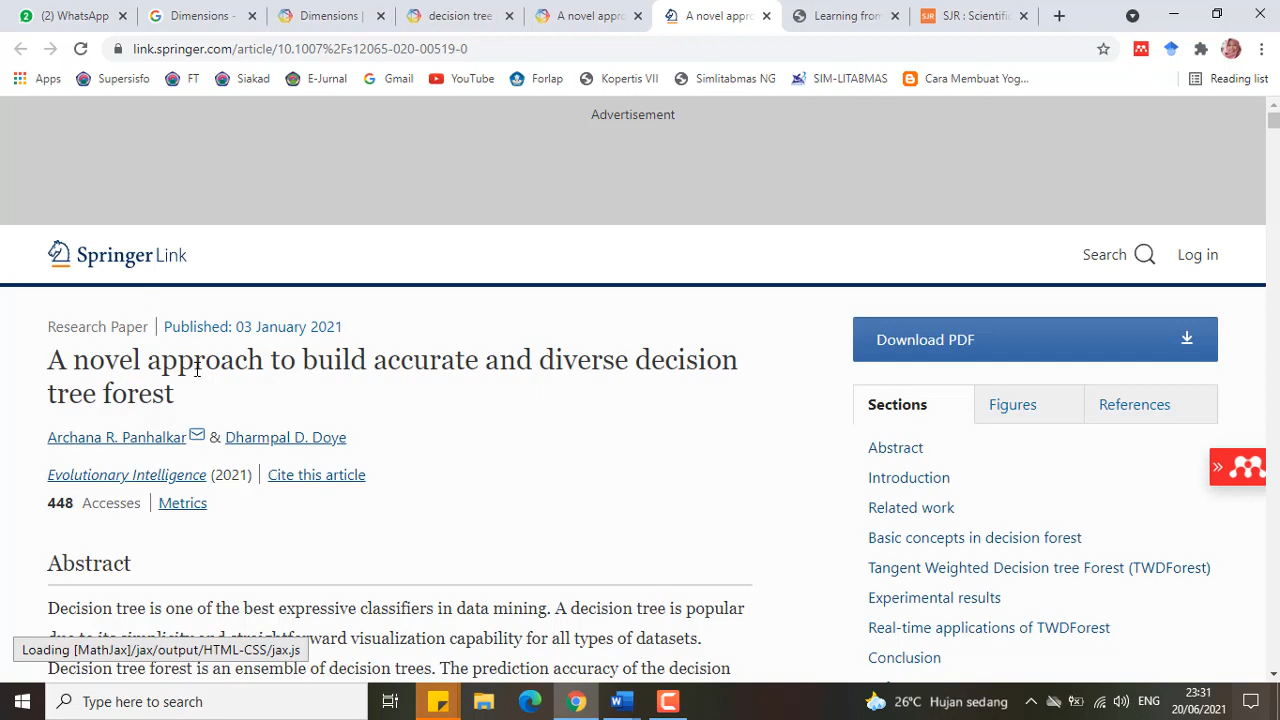 (2) WhatsApp
Dimensions
Dimensions |
decision tree
A novel appro
A novel appro
Learning from
SJR : Scientific
link.springer.com/article/10.1007%2Fs12065-020-00519-0
Apps
Supersisfo
FT
Siakad
E-Jurnal
Gmail
YouTube
Forlap
Kopertis VII
Simlitabmas NG
SIM-LITABMAS
Cara Membuat Yog...
Reading list
Advertisement
Springer Link
Search
Log in
Research Paper | Published: 03 January 2021
A novel approach to build accurate and diverse decision
tree forest
Archana R. Panhalkar & Dharmpal D. Doye
Evolutionary Intelligence (2021) | Cite this article
448 Accesses | Metrics
Abstract
Decision tree is one of the best expressive classifiers in data mining. A decision tree is popular
due to its simplicity and straightforward visualization capability for all types of datasets.
Decision tree forest is an ensemble of decision trees. The prediction accuracy of the decision
Download PDF
Sections
Figures
References
Abstract
Introduction
Related work
Basic concepts in decision forest
Tangent Weighted Decision tree Forest (TWDForest)
Experimental results
Real-time applications of TWDForest
Conclusion
Loading [MathJax]/jax/output/HTML-CSS/jax.js
Type here to search
26°C Hujan sedang
ENG
23:31
20/06/2021